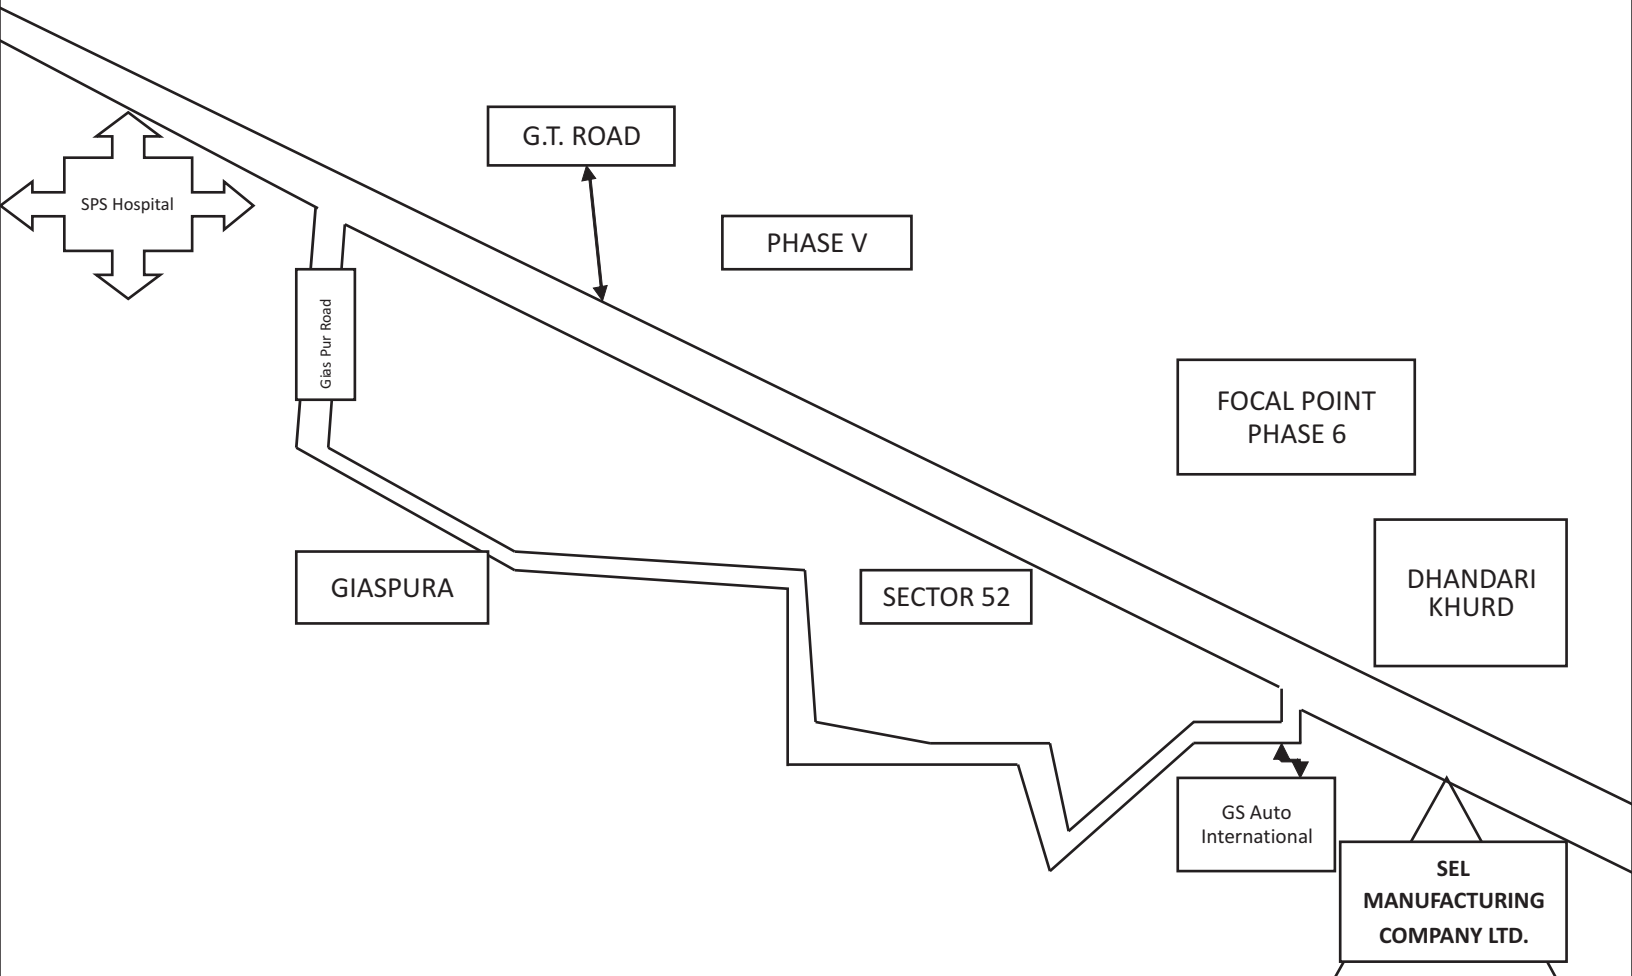 G.T. ROAD
SPS Hospital
PHASE V
Gias Pur Road
FOCAL POINT
PHASE 6
DHANDARI
KHURD
GIASPURA
SECTOR 52
GS Auto
International
SEL
MANUFACTURING
COMPANY LTD.